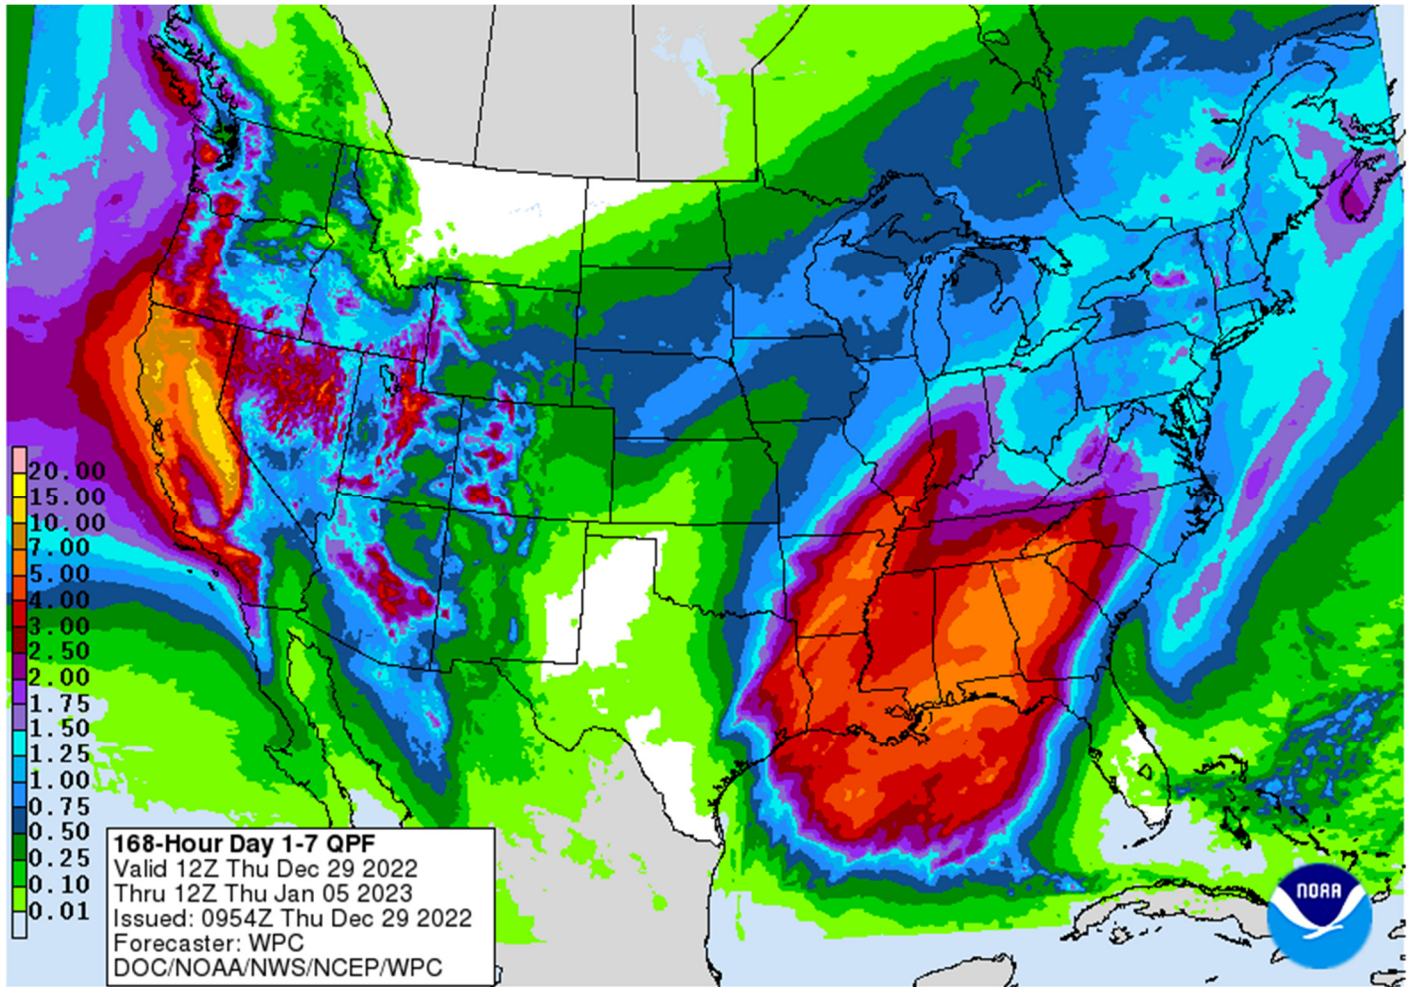 20.00
15.00
10.00
7.00
5.00
4.00
3.00
2.50
2.00
1.75
1.50
1.25
1.00
0.75
0.50
0.25
0.10
0.01
168-Hour Day 1-7 QPF
Valid 12Z Thu Dec 29 2022
Thru 12Z Thu Jan 05 2023
Issued: 0954Z Thu Dec 29 2022
Forecaster: WPC
DOC/NOAA/NWS/NCEP/WPC
NOAA